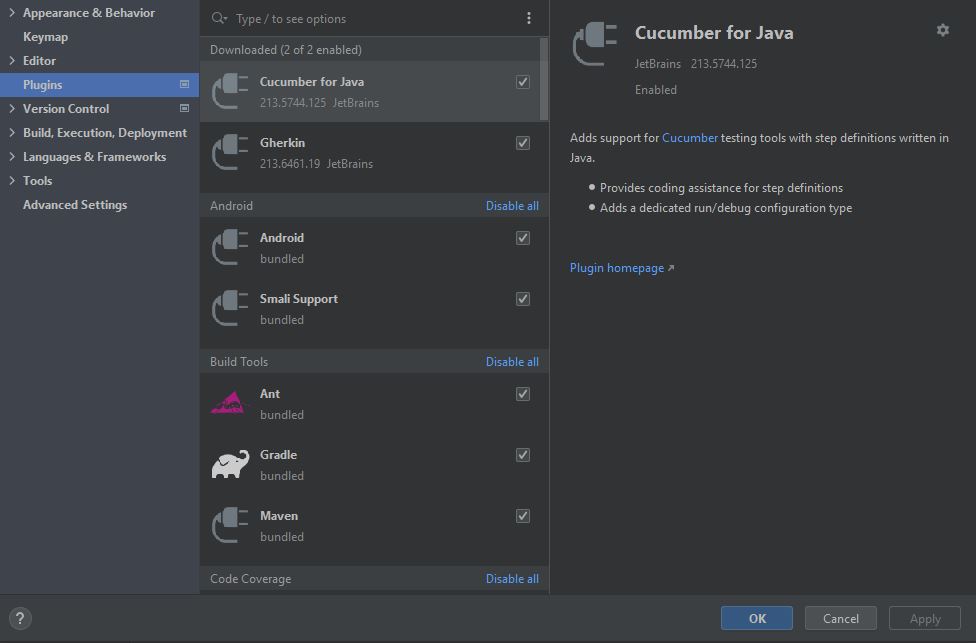 Appearance & Behavior
Keymap
Editor
Plugins
Version Control
Build, Execution, Deployment
Languages & Frameworks
Tools
Advanced Settings
Type / to see options
Downloaded (2 of 2 enabled)
Cucumber for Java
213.5744.125 JetBrains
Gherkin
213.6461.19 JetBrains
Android Disable all
Android
bundled
Smali Support
bundled
Build Tools Disable all
Ant
bundled
Gradle
bundled
Maven
bundled
Code Coverage Disable all
Cucumber for Java
JetBrains 213.5744.125
Enabled
Adds support for Cucumber testing tools with step definitions written in
Java.
• Provides coding assistance for step definitions
• Adds a dedicated run/debug configuration type
Plugin homepage ↗
?
OK Cancel Apply